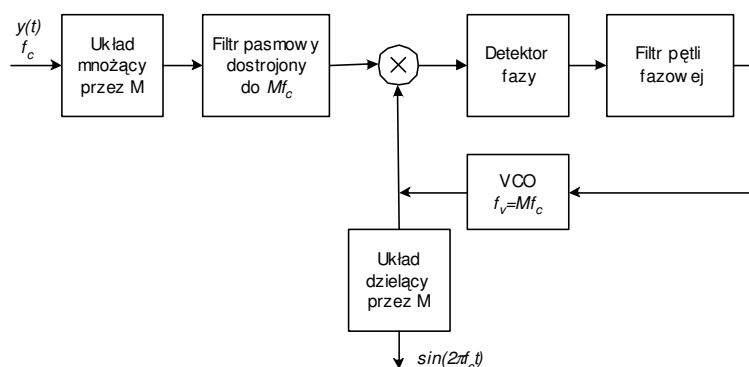 y(t)
f_c
Układ
mnożący
przez M
Filtr pasmowy
dostrojony
do Mf_c
×
Detektor
fazy
Filtr pętli
fazowej
VCO
f_v=Mf_c
Układ
dzielący
przez M
sin(2πf_ct)